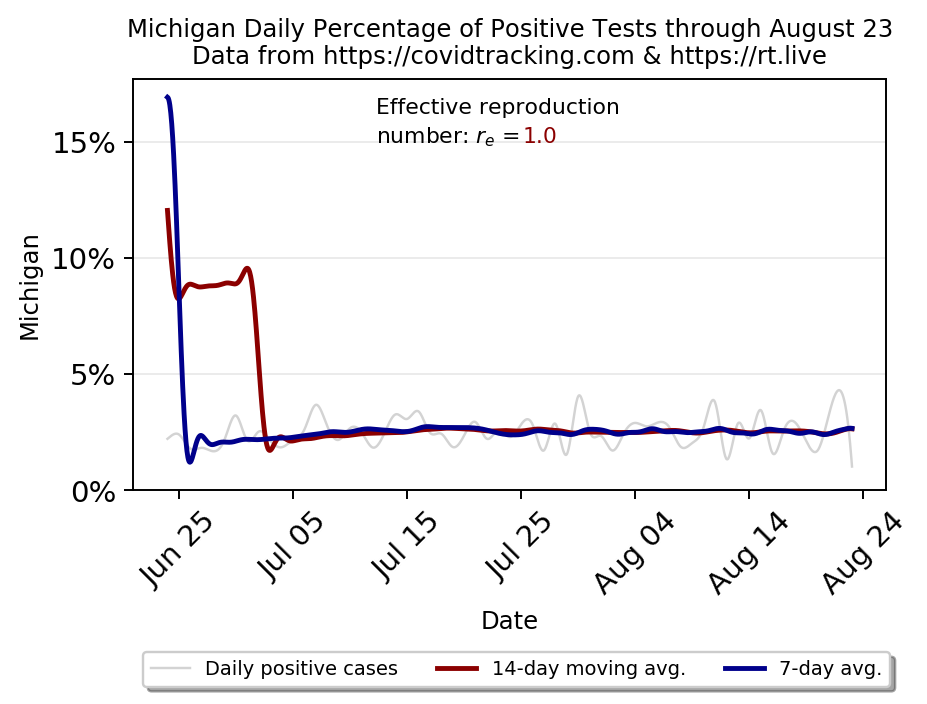 Michigan Daily Percentage of Positive Tests through August 23
Data from https://covidtracking.com & https://rt.live
Effective reproduction
number: rₑ =1.0
15%
10%
5%
0%
Michigan
Jun 25
Jul 05
Jul 15
Jul 25
Aug 04
Aug 14
Aug 24
Date
Daily positive cases
14-day moving avg.
7-day avg.